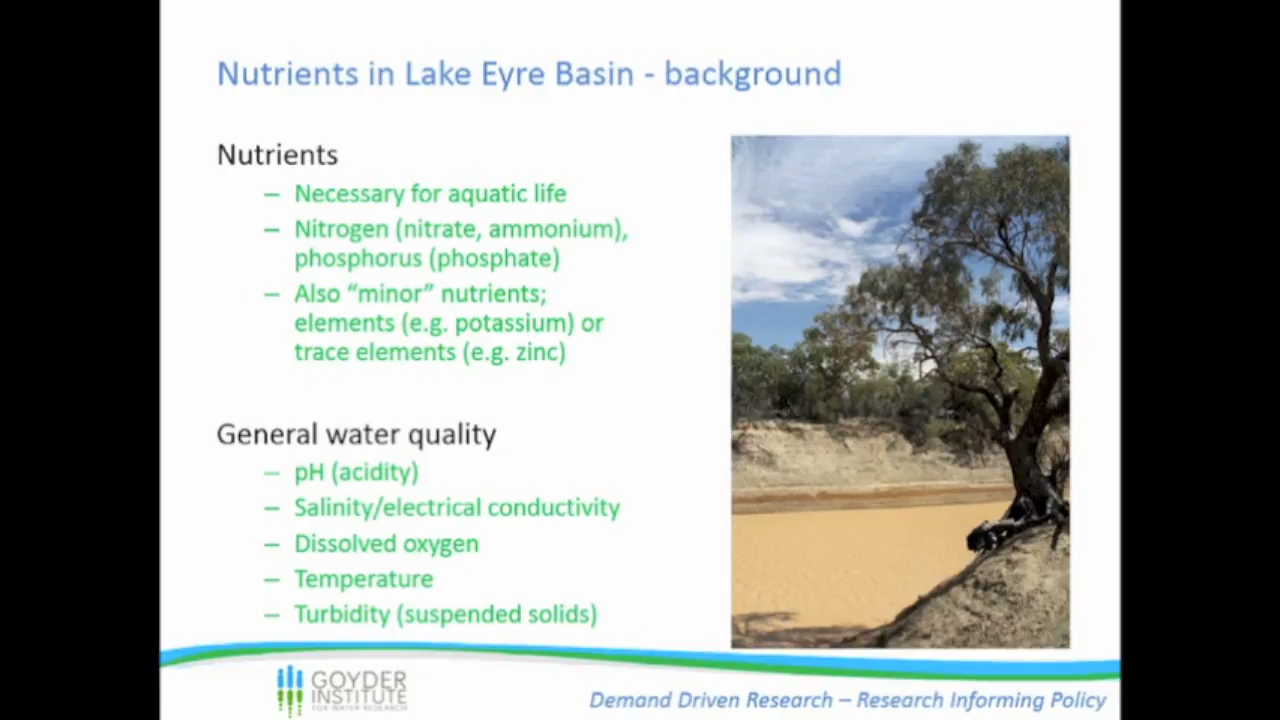 Nutrients in Lake Eyre Basin - background
Nutrients
– Necessary for aquatic life
– Nitrogen (nitrate, ammonium),
phosphorus (phosphate)
– Also “minor” nutrients;
elements (e.g. potassium) or
trace elements (e.g. zinc)
General water quality
– pH (acidity)
– Salinity/electrical conductivity
– Dissolved oxygen
– Temperature
– Turbidity (suspended solids)
GOYDER
INSTITUTE
FOR WATER RESEARCH
Demand Driven Research – Research Informing Policy